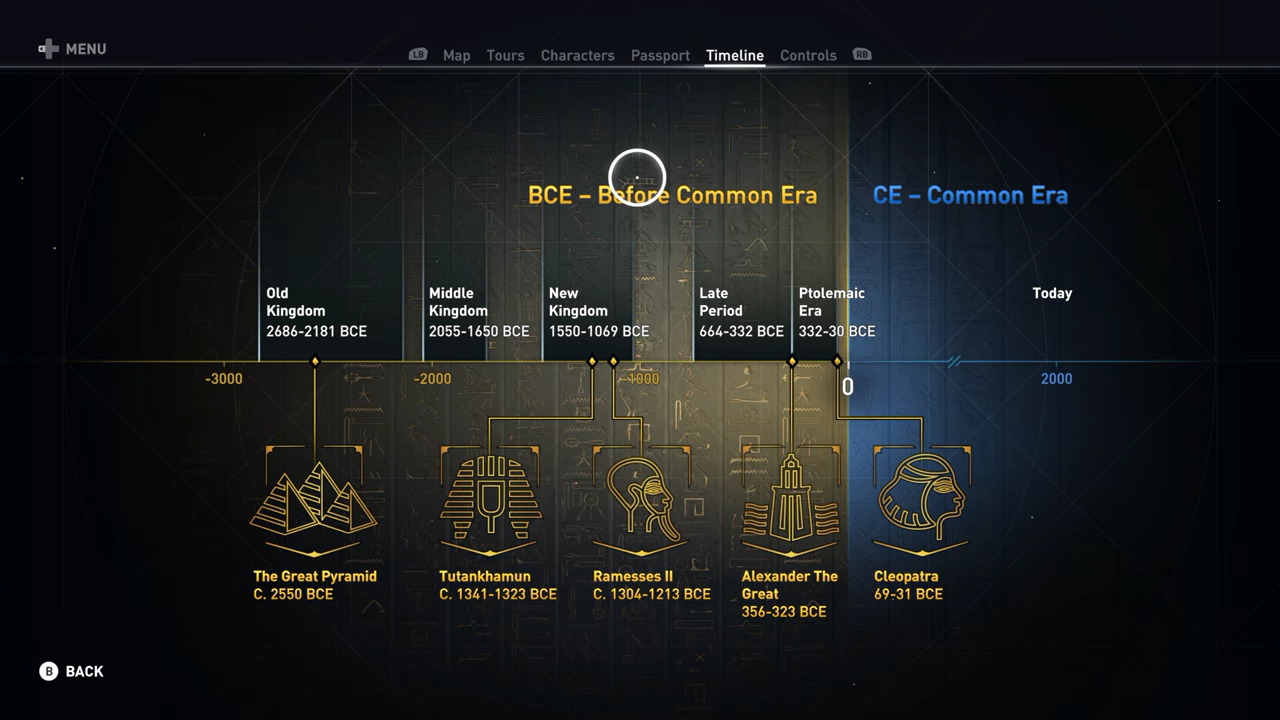 MENU
LB Map Tours Characters Passport Timeline Controls RB
BCE – Before Common Era
CE – Common Era
Old
Kingdom
2686-2181 BCE
Middle
Kingdom
2055-1650 BCE
New
Kingdom
1550-1069 BCE
Late
Period
664-332 BCE
Ptolemaic
Era
332-30 BCE
Today
-3000
-2000
-1000
0
2000
The Great Pyramid
C. 2550 BCE
Tutankhamun
C. 1341-1323 BCE
Ramesses II
C. 1304-1213 BCE
Alexander The
Great
356-323 BCE
Cleopatra
69-31 BCE
B BACK